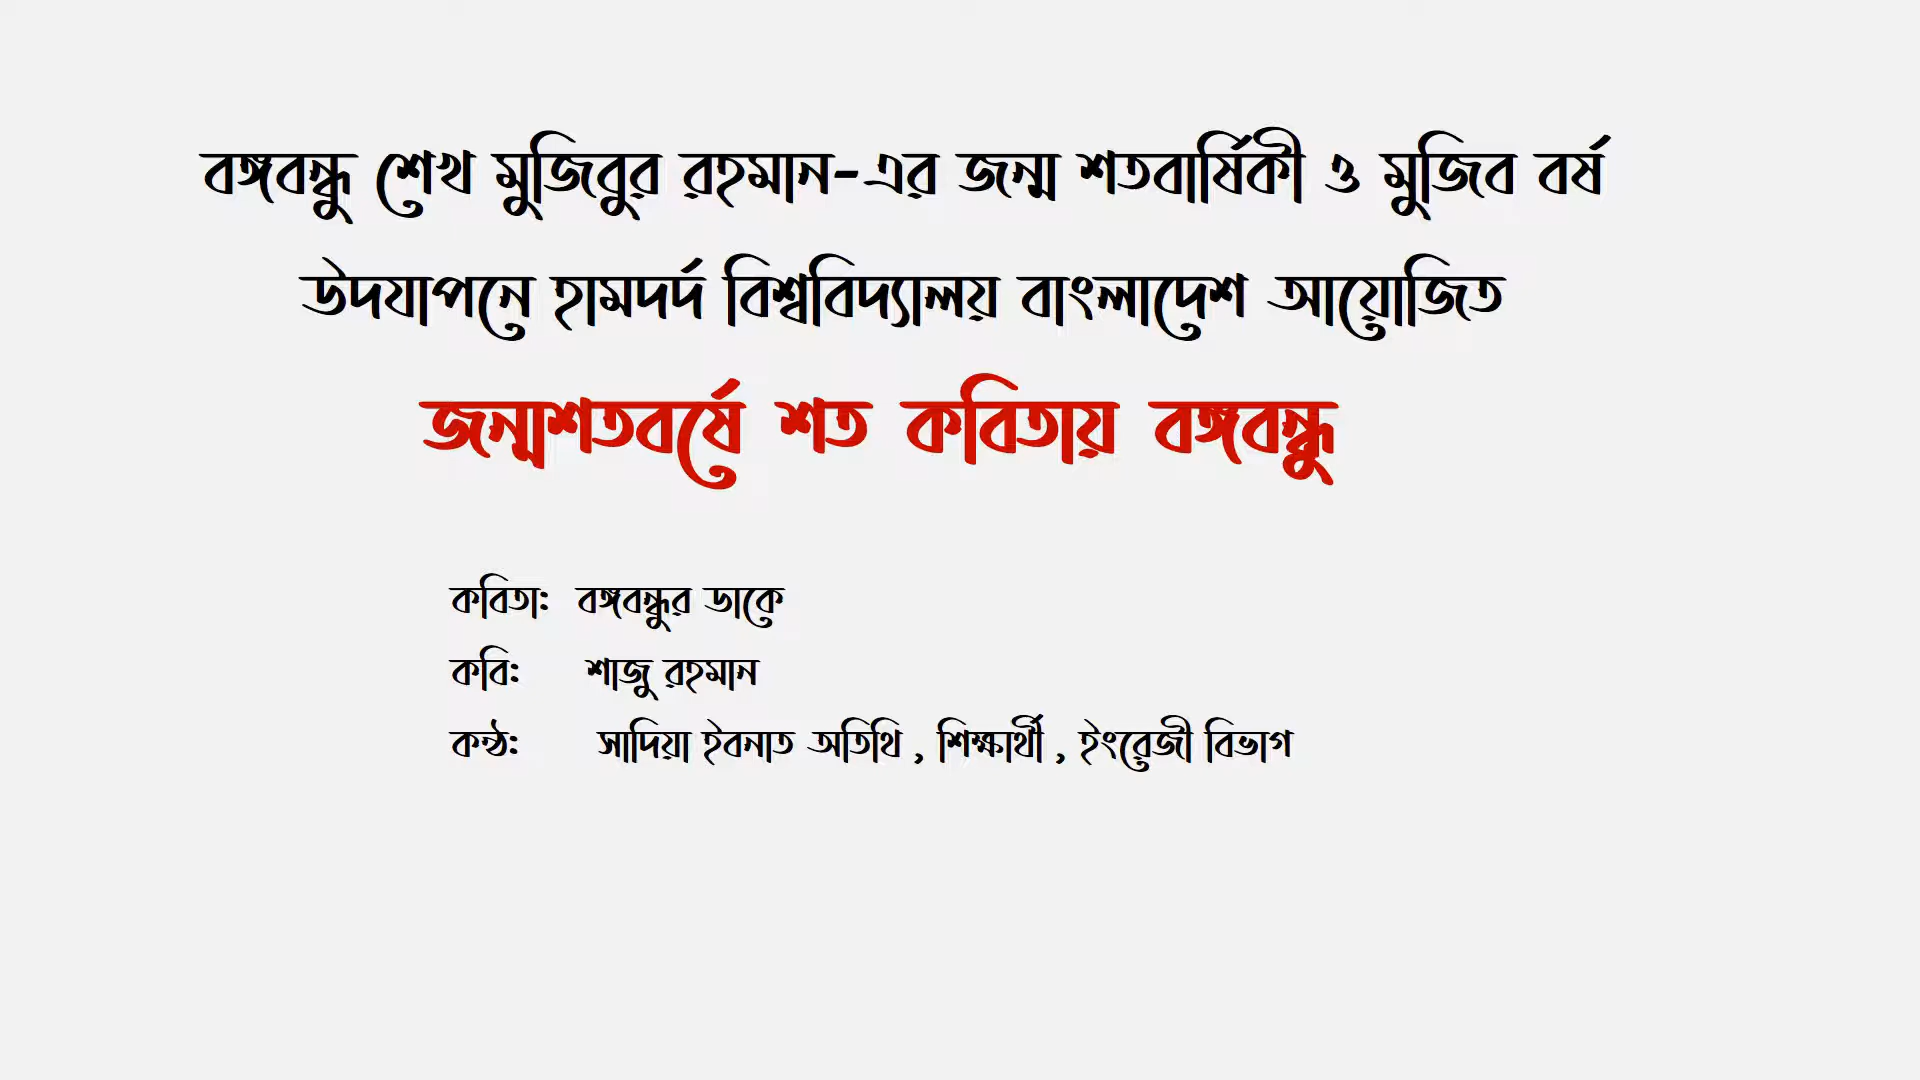 বঙ্গবন্ধু শেখ মুজিবুর রহমান-এর জন্ম শতবার্ষিকী ও মুজিব বর্ষ
উদযাপনে হামদর্দ বিশ্ববিদ্যালয় বাংলাদেশ আয়োজিত
জন্মশতবর্ষে শত কবিতায় বঙ্গবন্ধু
কবিতা: বঙ্গবন্ধুর ডাকে
কবি: শাজু রহমান
কন্ঠ: সাদিয়া ইবনাত অতিথি , শিক্ষার্থী , ইংরেজী বিভাগ